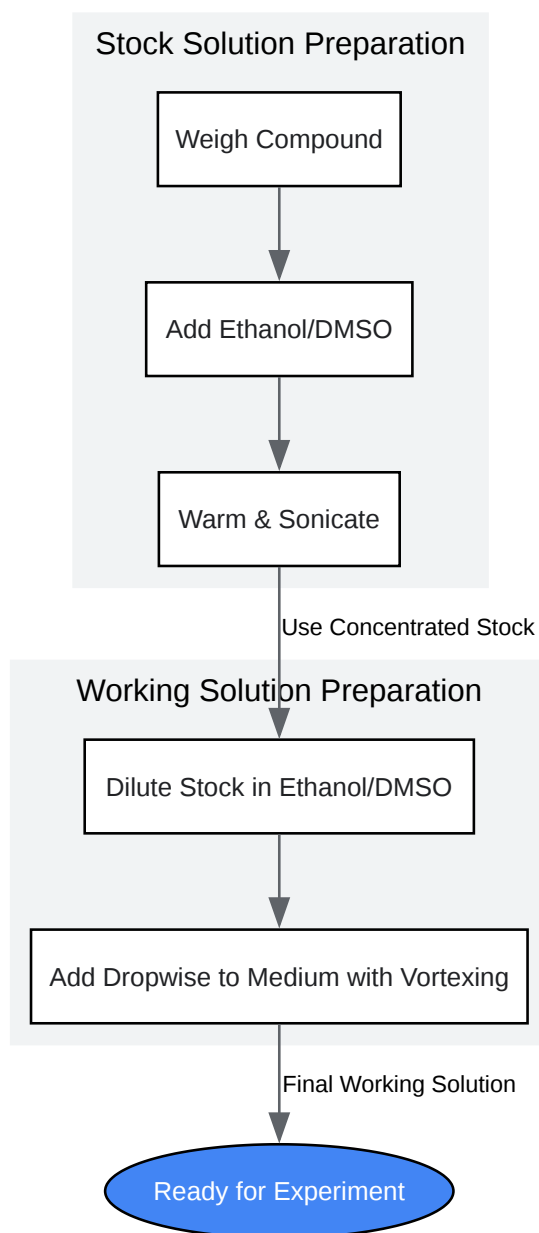 Stock Solution Preparation
Weigh Compound
Add Ethanol/DMSO
Warm & Sonicate
Use Concentrated Stock
Working Solution Preparation
Dilute Stock in Ethanol/DMSO
Add Dropwise to Medium with Vortexing
Final Working Solution
Ready for Experiment